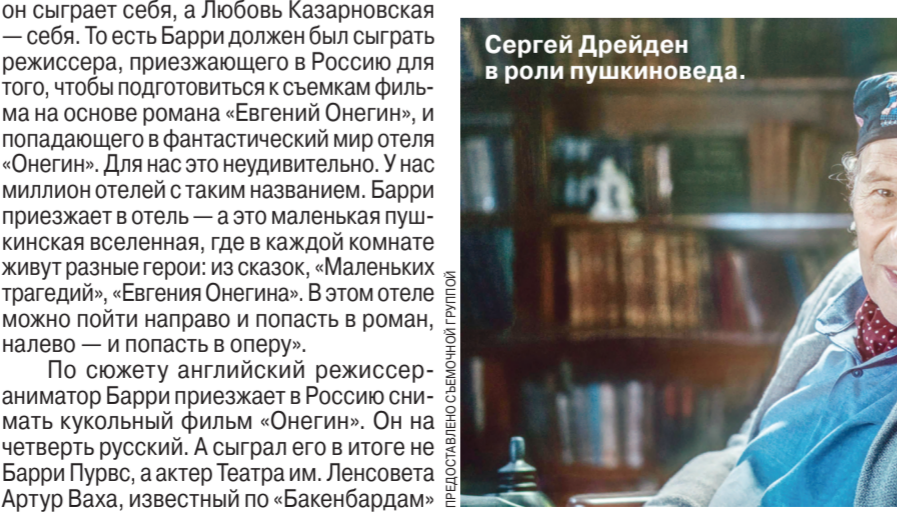 он сыграет себя, а Любовь Казарновская
— себя. То есть Барри должен был сыграть
режиссера, приезжающего в Россию для
того, чтобы подготовиться к съемкам филь-
ма на основе романа «Евгений Онегин», и
попадающего в фантастический мир отеля
«Онегин». Для нас это неудивительно. У нас
миллион отелей с таким названием. Барри
приезжает в отель — а это маленькая пуш-
кинская вселенная, где в каждой комнате
живут разные герои: из сказок, «Маленьких
трагедий», «Евгения Онегина». В этом отеле
можно пойти направо и попасть в роман,
налево — и попасть в оперу».
По сюжету английский режиссер-
аниматор Барри приезжает в Россию сни-
мать кукольный фильм «Онегин». Он на
четверть русский. А сыграл его в итоге не
Барри Пурвс, а актер Театра им. Ленсовета
Артур Ваха, известный по «Бакенбардам»
ПРЕДОСТАВЛЕНО СЪЕМОЧНОЙ ГРУППОЙ
Сергей Дрейден
в роли пушкиноведа.